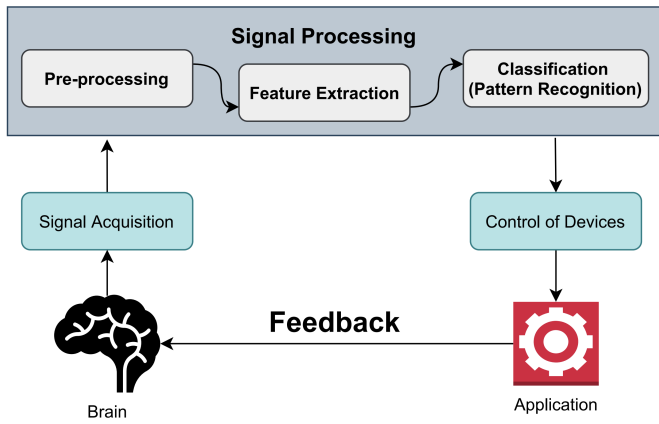 Signal Processing
Pre-processing
Feature Extraction
Classification
(Pattern Recognition)
Signal Acquisition
Control of Devices
Feedback
Brain
Application